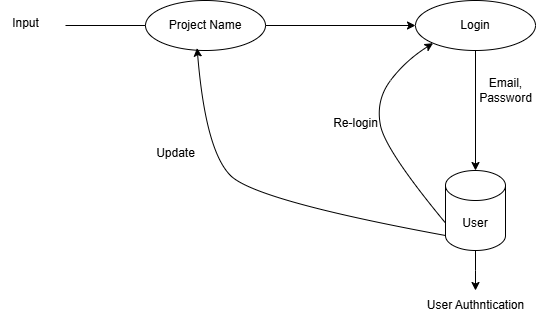 Input
Project Name
Login
Email,
Password
Re-login
Update
User
User Authntication